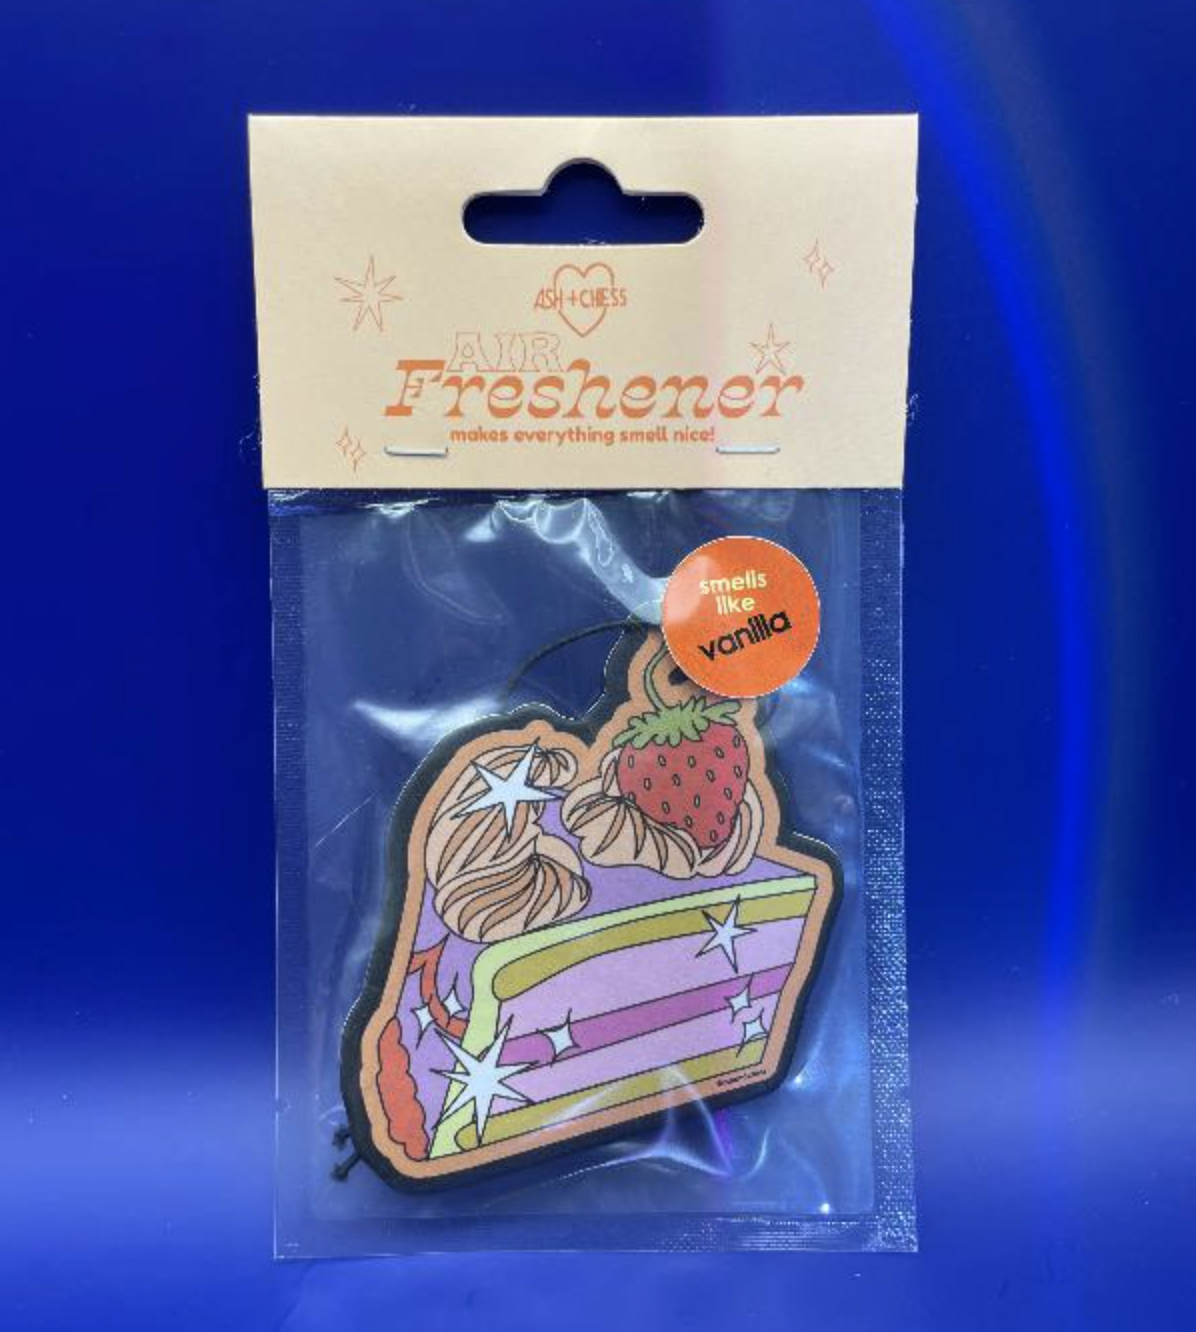 ASH + CHESS
AIR
Freshener
makes everything smell nice!
smells
like
vanilla